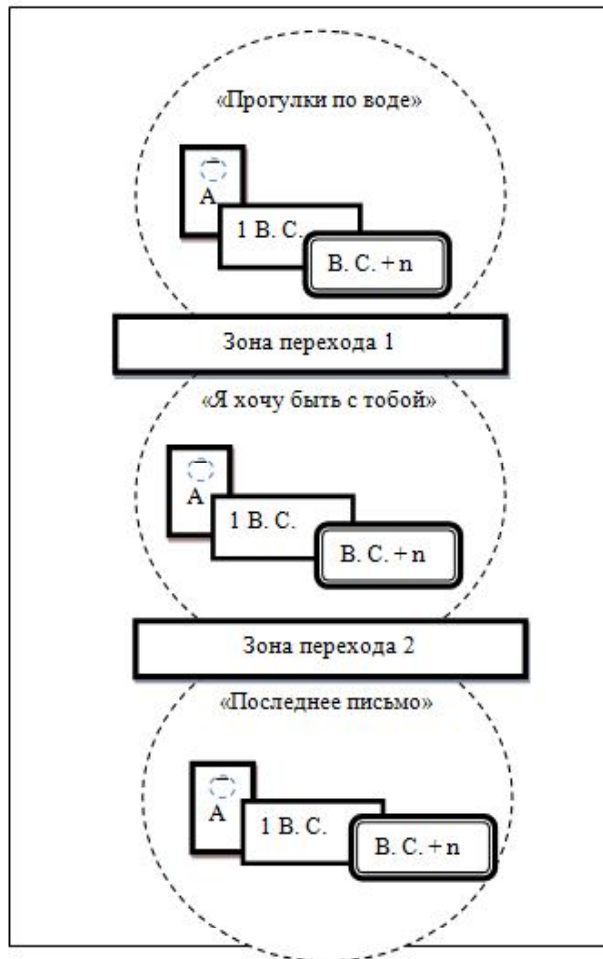 «Прогулки по воде»
А
1 В. С.
В. С. + n
Зона перехода 1
«Я хочу быть с тобой»
А
1 В. С.
В. С. + n
Зона перехода 2
«Последнее письмо»
А
1 В. С.
В. С. + n